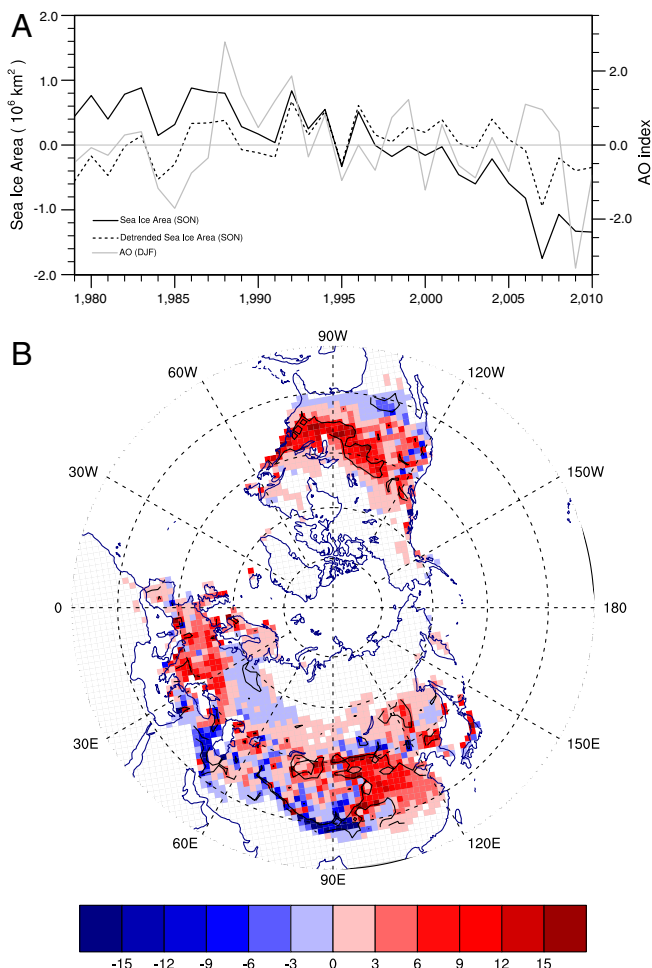 A
Sea Ice Area ( 10⁶ km²)
2.0
1.0
0.0
-1.0
-2.0
2.0
0.0
-2.0
AO index
Sea Ice Area (SON)
Detrended Sea Ice Area (SON)
AO (DJF)
1,980 1,985 1,990 1,995 2,000 2,005 2,010
B
90W
60W 120W
30W 150W
0 180
30E 150E
60E 120E
90E
-15 -12 -9 -6 -3 0 3 6 9 12 15